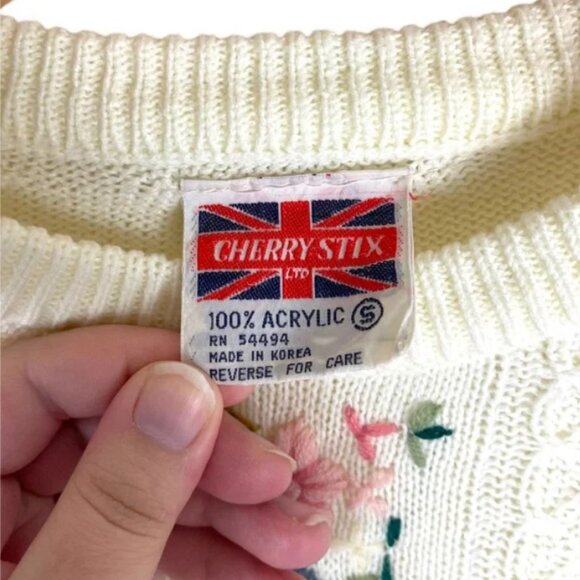 CHERRY STIX
LTD
100% ACRYLIC S
RN 54494
MADE IN KOREA
REVERSE FOR CARE